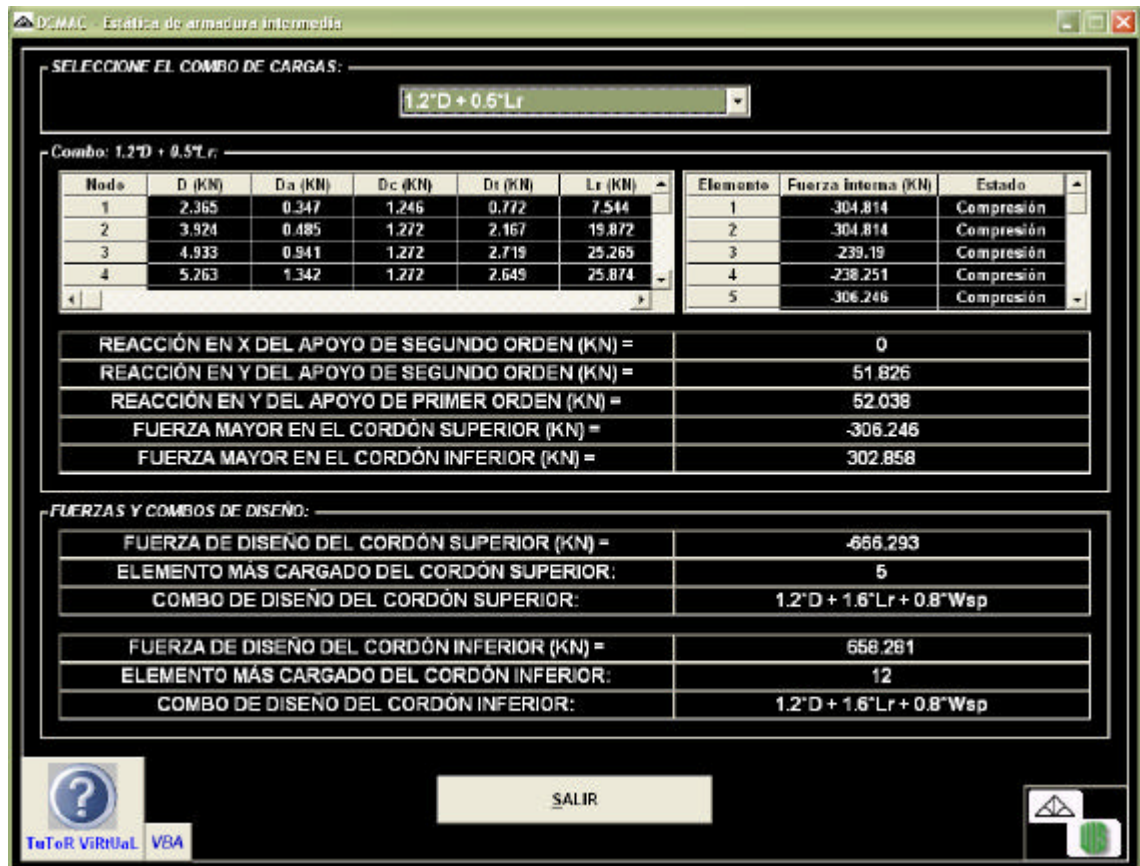 DCMAC - Estática de armadura intermedia
SELECCIONE EL COMBO DE CARGAS:
1.2*D + 0.5*Lr
Combo: 1.2*D + 0.5*Lr:
Nodo D (KN) Da (KN) Dc (KN) Dt (KN) Lr (KN)
1 2.365 0.347 1.246 0.772 7.544
2 3.924 0.485 1.272 2.167 19.872
3 4.933 0.941 1.272 2.719 25.265
4 5.263 1.342 1.272 2.649 25.874
Elemento Fuerza interna (KN) Estado
1 -304.814 Compresión
2 -304.814 Compresión
3 -239.19 Compresión
4 -238.251 Compresión
5 -306.246 Compresión
REACCIÓN EN X DEL APOYO DE SEGUNDO ORDEN (KN) = 0
REACCIÓN EN Y DEL APOYO DE SEGUNDO ORDEN (KN) = 51.826
REACCIÓN EN Y DEL APOYO DE PRIMER ORDEN (KN) = 52.038
FUERZA MAYOR EN EL CORDÓN SUPERIOR (KN) = -306.246
FUERZA MAYOR EN EL CORDÓN INFERIOR (KN) = 302.858
FUERZAS Y COMBOS DE DISEÑO:
FUERZA DE DISEÑO DEL CORDÓN SUPERIOR (KN) = -666.293
ELEMENTO MÁS CARGADO DEL CORDÓN SUPERIOR: 5
COMBO DE DISEÑO DEL CORDÓN SUPERIOR: 1.2*D + 1.6*Lr + 0.8*Wsp
FUERZA DE DISEÑO DEL CORDÓN INFERIOR (KN) = 658.281
ELEMENTO MÁS CARGADO DEL CORDÓN INFERIOR: 12
COMBO DE DISEÑO DEL CORDÓN INFERIOR: 1.2*D + 1.6*Lr + 0.8*Wsp
?
TuToR ViRtUaL
VBA
SALIR
UIS